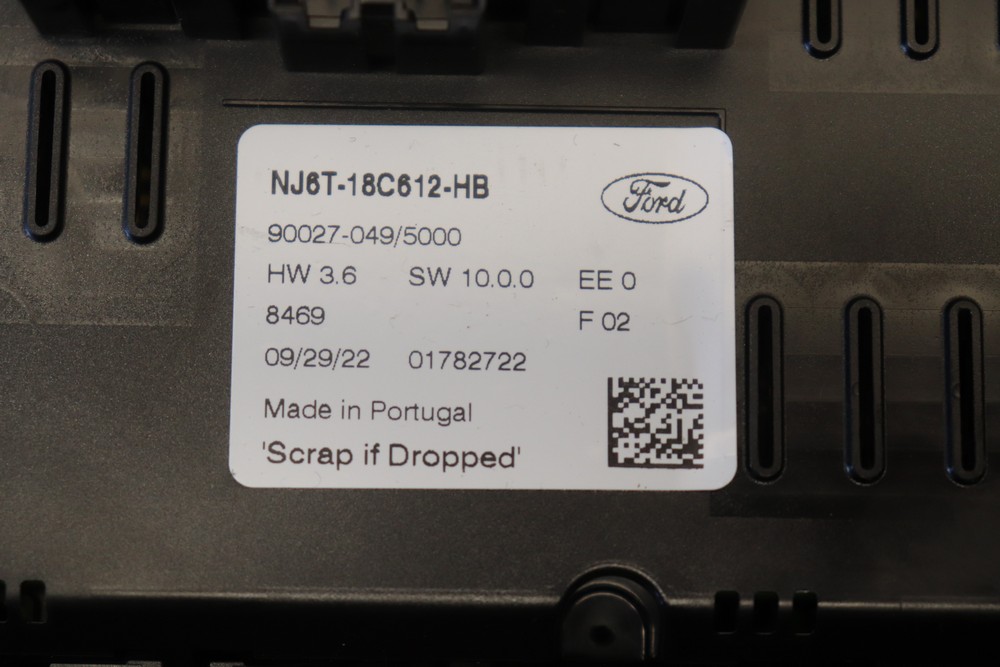 NJ6T-18C612-HB
Ford
90027-049/5000
HW 3.6 SW 10.0.0 EE 0
8469 F 02
09/29/22 01782722
Made in Portugal
'Scrap if Dropped'